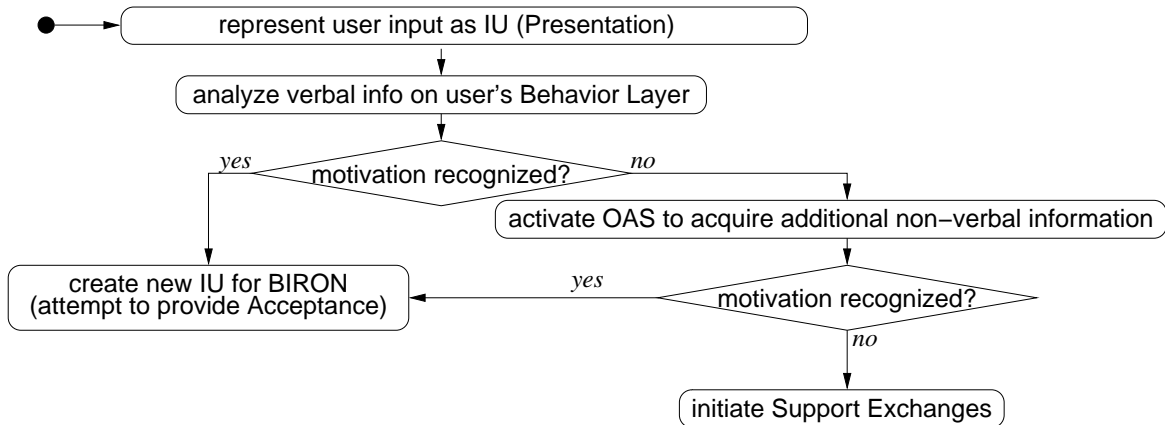 represent user input as IU (Presentation)
analyze verbal info on user's Behavior Layer
yes
motivation recognized?
no
activate OAS to acquire additional non−verbal information
create new IU for BIRON
(attempt to provide Acceptance)
yes
motivation recognized?
no
initiate Support Exchanges